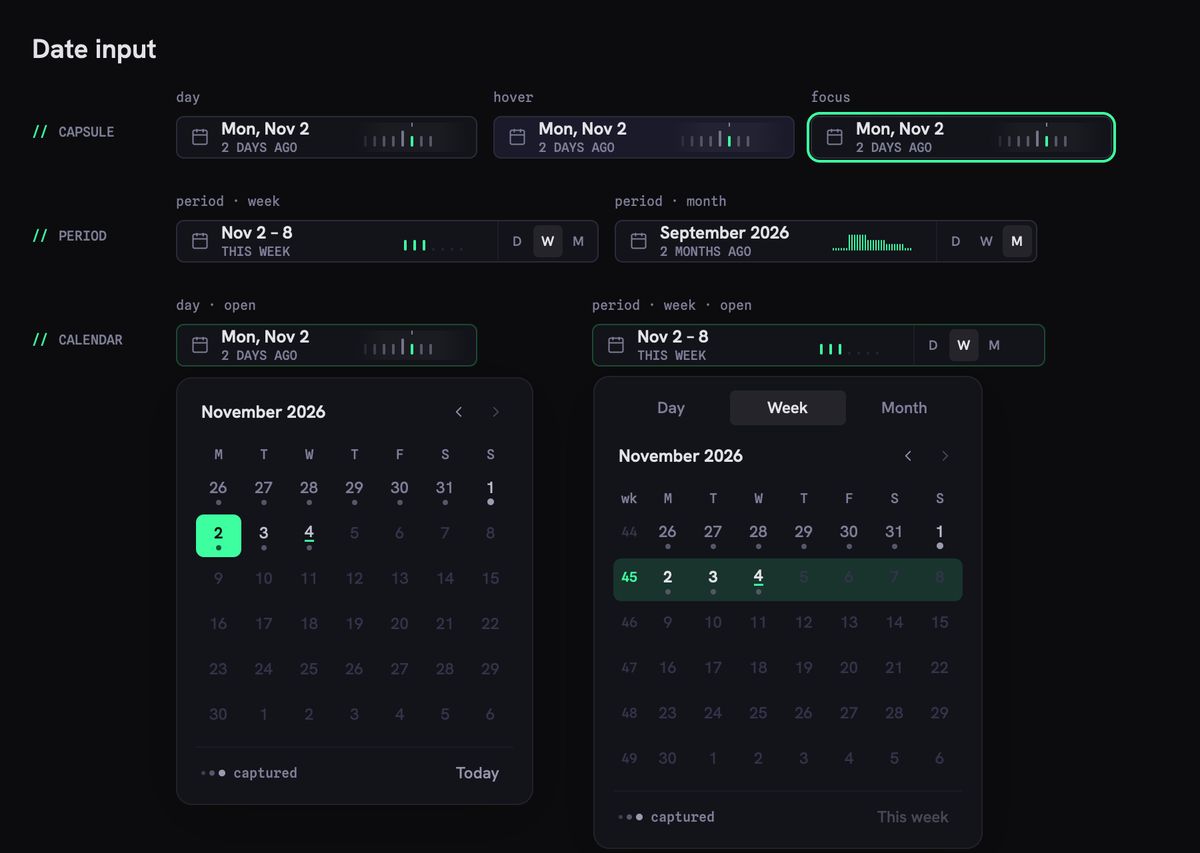 Date input
day
hover
focus
// CAPSULE
Mon, Nov 2
2 DAYS AGO
Mon, Nov 2
2 DAYS AGO
Mon, Nov 2
2 DAYS AGO
period · week
period · month
// PERIOD
Nov 2 – 8
THIS WEEK
D W M
September 2026
2 MONTHS AGO
D W M
day · open
period · week · open
// CALENDAR
Mon, Nov 2
2 DAYS AGO
Nov 2 – 8
THIS WEEK
D W M
November 2026
M T W T F S S
26 27 28 29 30 31 1
2 3 4 5 6 7 8
9 10 11 12 13 14 15
16 17 18 19 20 21 22
23 24 25 26 27 28 29
30 1 2 3 4 5 6
captured
Today
Day Week Month
November 2026
wk M T W T F S S
44 26 27 28 29 30 31 1
45 2 3 4 5 6 7 8
46 9 10 11 12 13 14 15
47 16 17 18 19 20 21 22
48 23 24 25 26 27 28 29
49 30 1 2 3 4 5 6
captured
This week